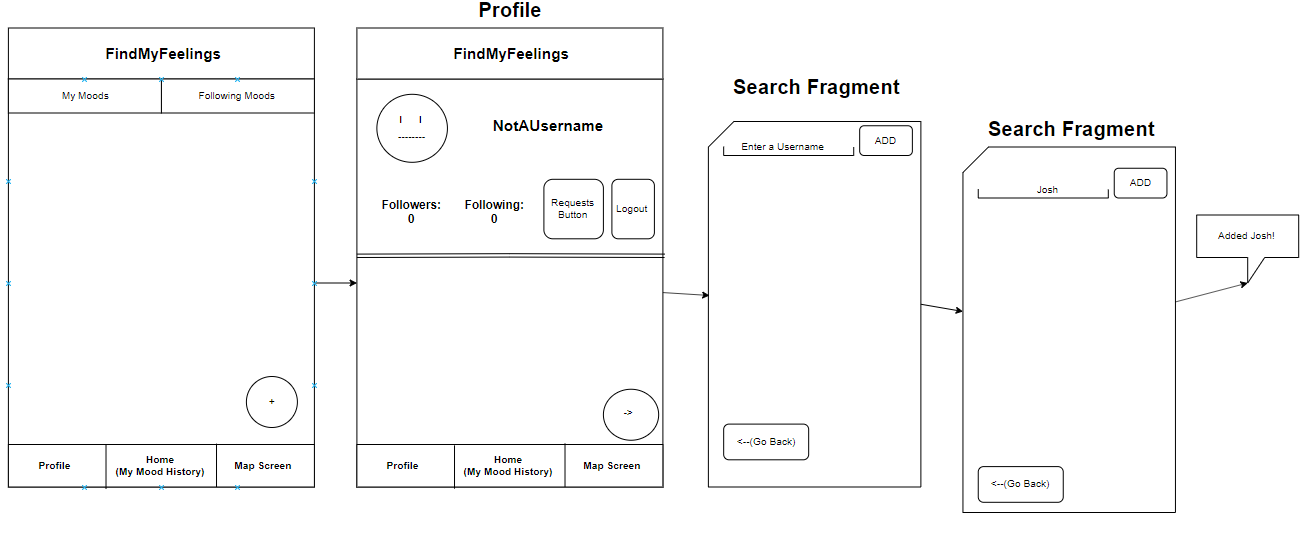 FindMyFeelings
My Moods
Following Moods
+
Profile
Home
(My Mood History)
Map Screen
Profile
FindMyFeelings
NotAUsername
Followers:
0
Following:
0
Requests
Button
Logout
->
Profile
Home
(My Mood History)
Map Screen
Search Fragment
Enter a Username
ADD
<--(Go Back)
Search Fragment
Josh
ADD
<--(Go Back)
Added Josh!